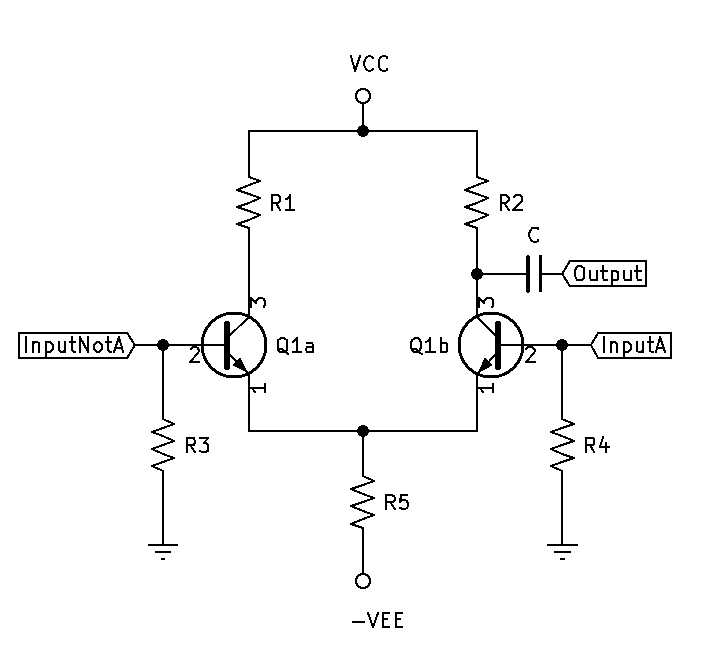 VCC
R1
R2
C
Output
3
3
InputNotA
2
Q1a
Q1b
2
InputA
1
1
R3
R4
R5
−VEE